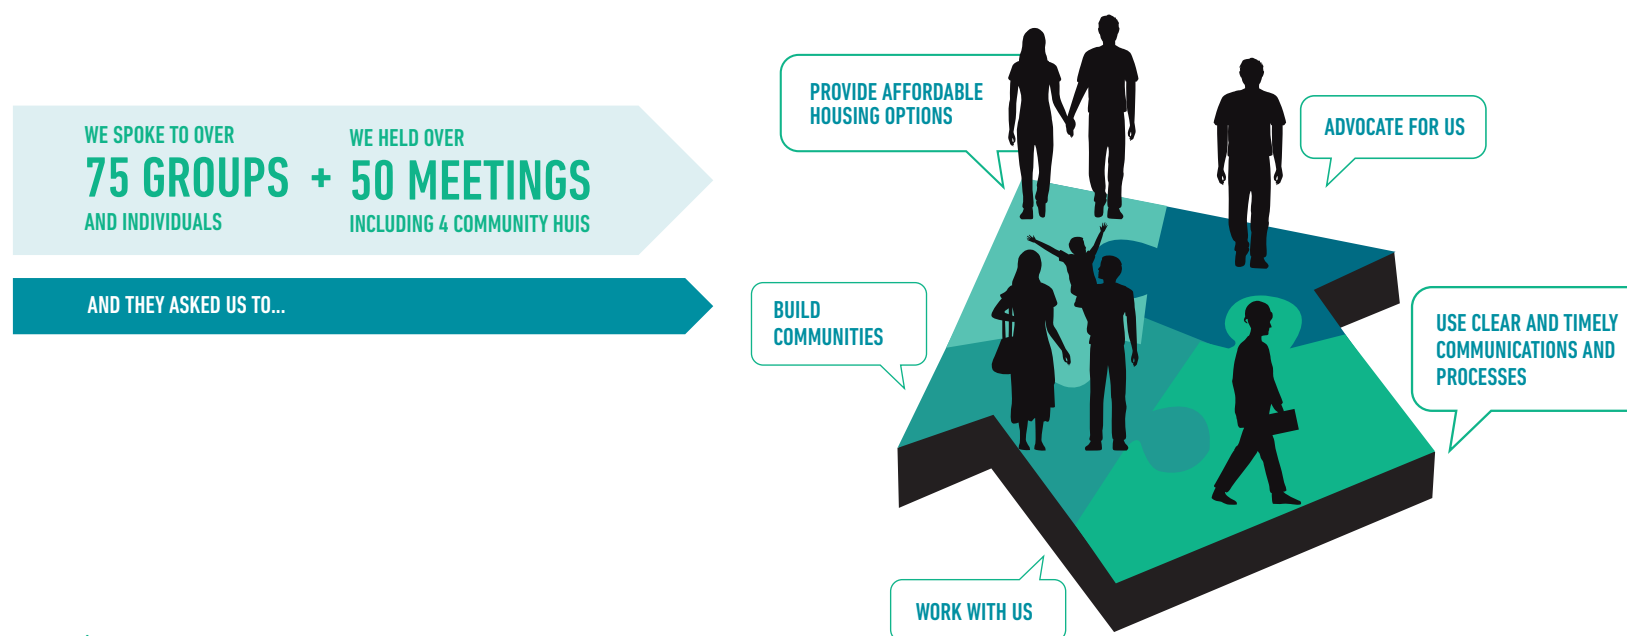 WE SPOKE TO OVER
75 GROUPS
AND INDIVIDUALS
+
WE HELD OVER
50 MEETINGS
INCLUDING 4 COMMUNITY HUIS
AND THEY ASKED US TO...
PROVIDE AFFORDABLE
HOUSING OPTIONS
ADVOCATE FOR US
BUILD
COMMUNITIES
USE CLEAR AND TIMELY
COMMUNICATIONS AND
PROCESSES
WORK WITH US